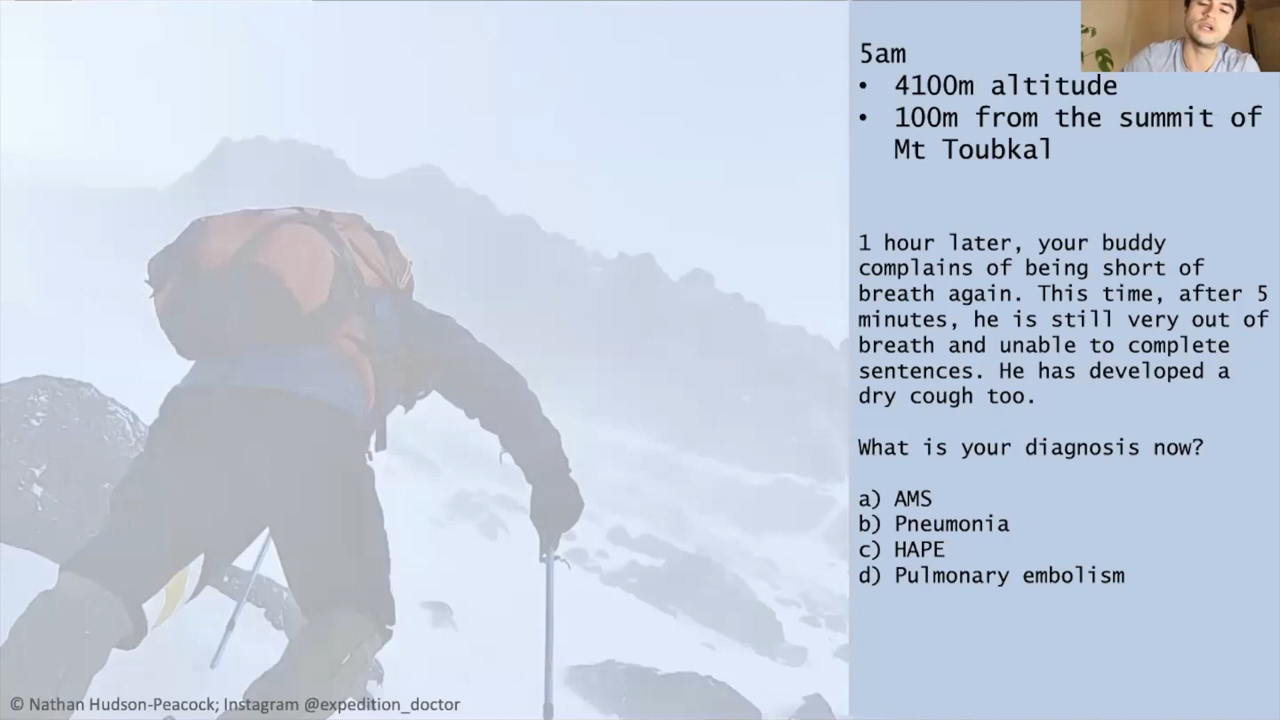 5am
• 4100m altitude
• 100m from the summit of
Mt Toubkal
1 hour later, your buddy
complains of being short of
breath again. This time, after 5
minutes, he is still very out of
breath and unable to complete
sentences. He has developed a
dry cough too.
What is your diagnosis now?
a) AMS
b) Pneumonia
c) HAPE
d) Pulmonary embolism
© Nathan Hudson-Peacock; Instagram @expedition_doctor